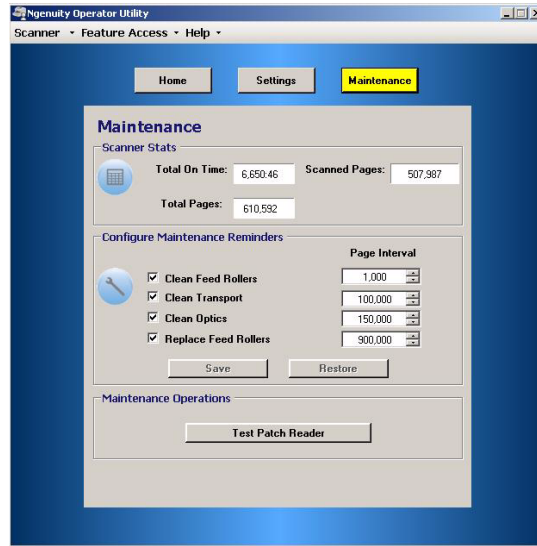 Ngenuity Operator Utility
Scanner Feature Access Help
Home Settings Maintenance
Maintenance
Scanner Stats
Total On Time: 6,650:46 Scanned Pages: 507,987
Total Pages: 610,592
Configure Maintenance Reminders
Page Interval
Clean Feed Rollers 1,000
Clean Transport 100,000
Clean Optics 150,000
Replace Feed Rollers 900,000
Save Restore
Maintenance Operations
Test Patch Reader